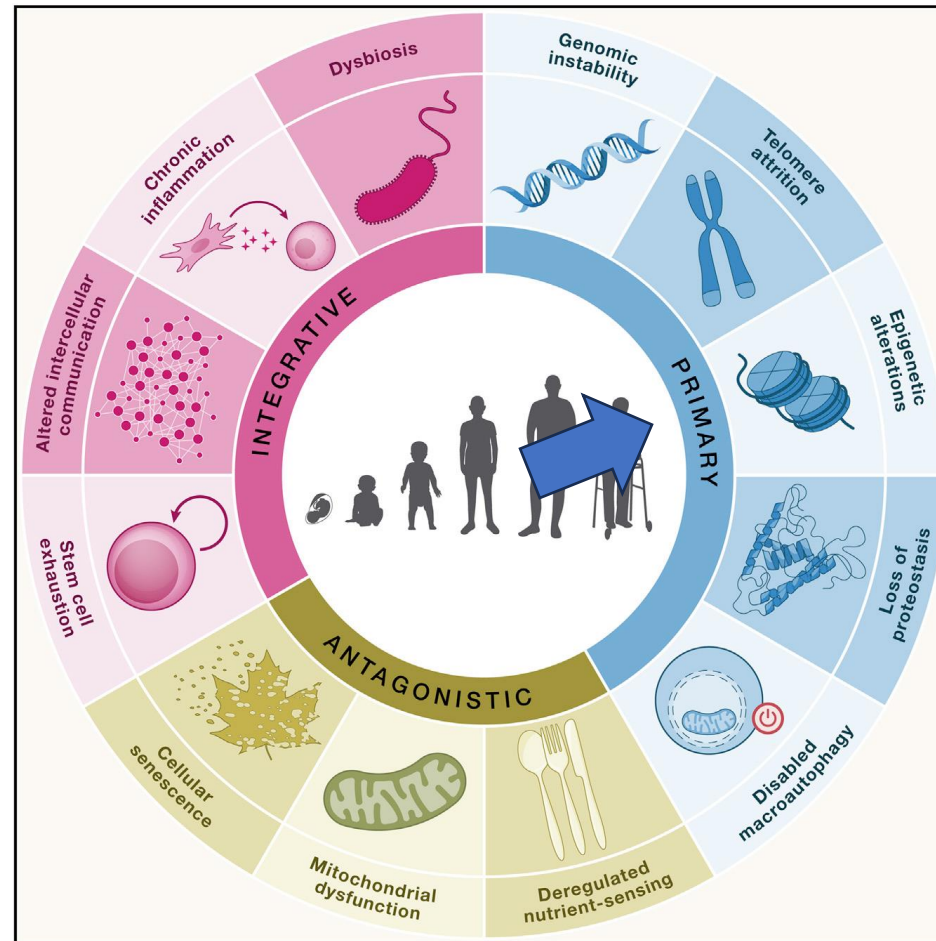 Dysbiosis
Genomic
instability
Telomere
attrition
Epigenetic
alterations
Loss of
proteostasis
Disabled
macroautophagy
Deregulated
nutrient-sensing
Mitochondrial
dysfunction
Cellular
senescence
Stem cell
exhaustion
Altered intercellular
communication
Chronic
inflammation
INTEGRATIVE
PRIMARY
ANTAGONISTIC